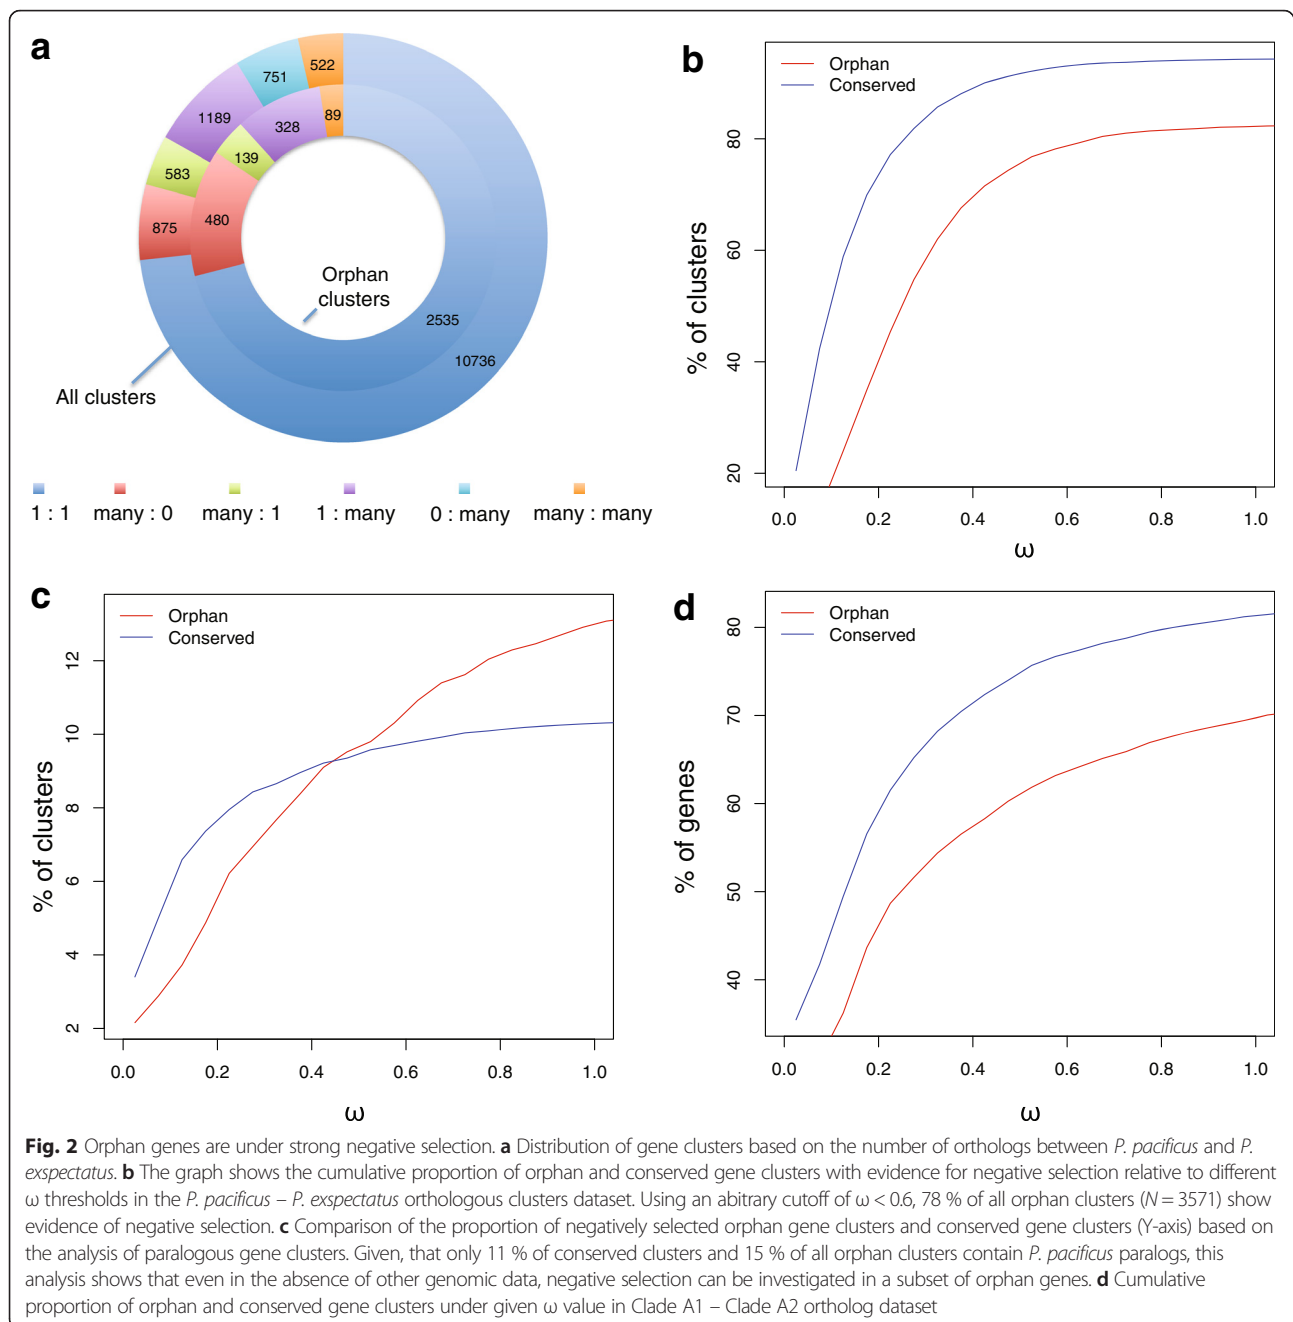 a
522
751
1189
89
328
583
139
875
480
Orphan
clusters
2535
10736
All clusters
1 : 1 many : 0 many : 1 1 : many 0 : many many : many
b
Orphan
Conserved
% of clusters
80
60
40
20
0.0 0.2 0.4 0.6 0.8 1.0
ω
c
Orphan
Conserved
% of clusters
12
10
8
6
4
2
0.0 0.2 0.4 0.6 0.8 1.0
ω
d
Orphan
Conserved
% of genes
80
70
60
50
40
0.0 0.2 0.4 0.6 0.8 1.0
ω
Fig. 2 Orphan genes are under strong negative selection. a Distribution of gene clusters based on the number of orthologs between P. pacificus and P.
exspectatus. b The graph shows the cumulative proportion of orphan and conserved gene clusters with evidence for negative selection relative to different
ω thresholds in the P. pacificus – P. exspectatus orthologous clusters dataset. Using an abitrary cutoff of ω < 0.6, 78 % of all orphan clusters (N = 3571) show
evidence of negative selection. c Comparison of the proportion of negatively selected orphan gene clusters and conserved gene clusters (Y-axis) based on
the analysis of paralogous gene clusters. Given, that only 11 % of conserved clusters and 15 % of all orphan clusters contain P. pacificus paralogs, this
analysis shows that even in the absence of other genomic data, negative selection can be investigated in a subset of orphan genes. d Cumulative
proportion of orphan and conserved gene clusters under given ω value in Clade A1 – Clade A2 ortholog dataset